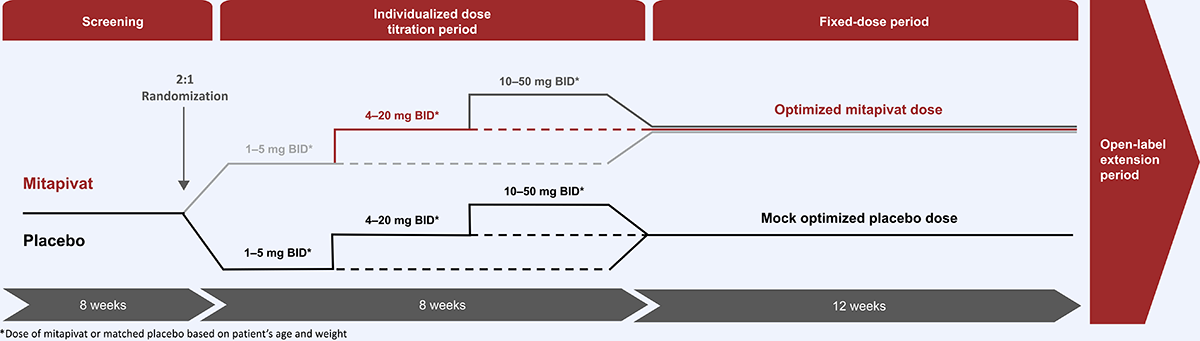 Screening
Individualized dose
titration period
Fixed-dose period
2:1
Randomization
10–50 mg BID*
4–20 mg BID*
1–5 mg BID*
Optimized mitapivat dose
Open-label
extension
period
Mitapivat
Placebo
10–50 mg BID*
4–20 mg BID*
1–5 mg BID*
Mock optimized placebo dose
8 weeks
8 weeks
12 weeks
*Dose of mitapivat or matched placebo based on patient’s age and weight